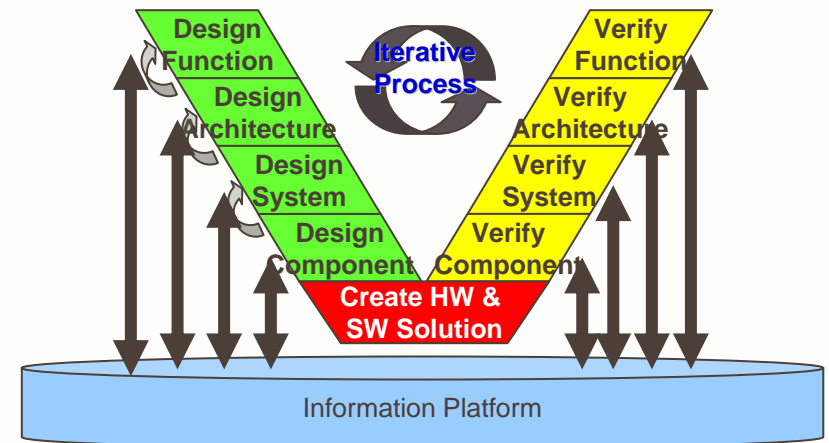 Design
Function
Design
Architecture
Design
System
Design
Component
Iterative
Process
Verify
Function
Verify
Architecture
Verify
System
Verify
Component
Create HW &
SW Solution
Information Platform